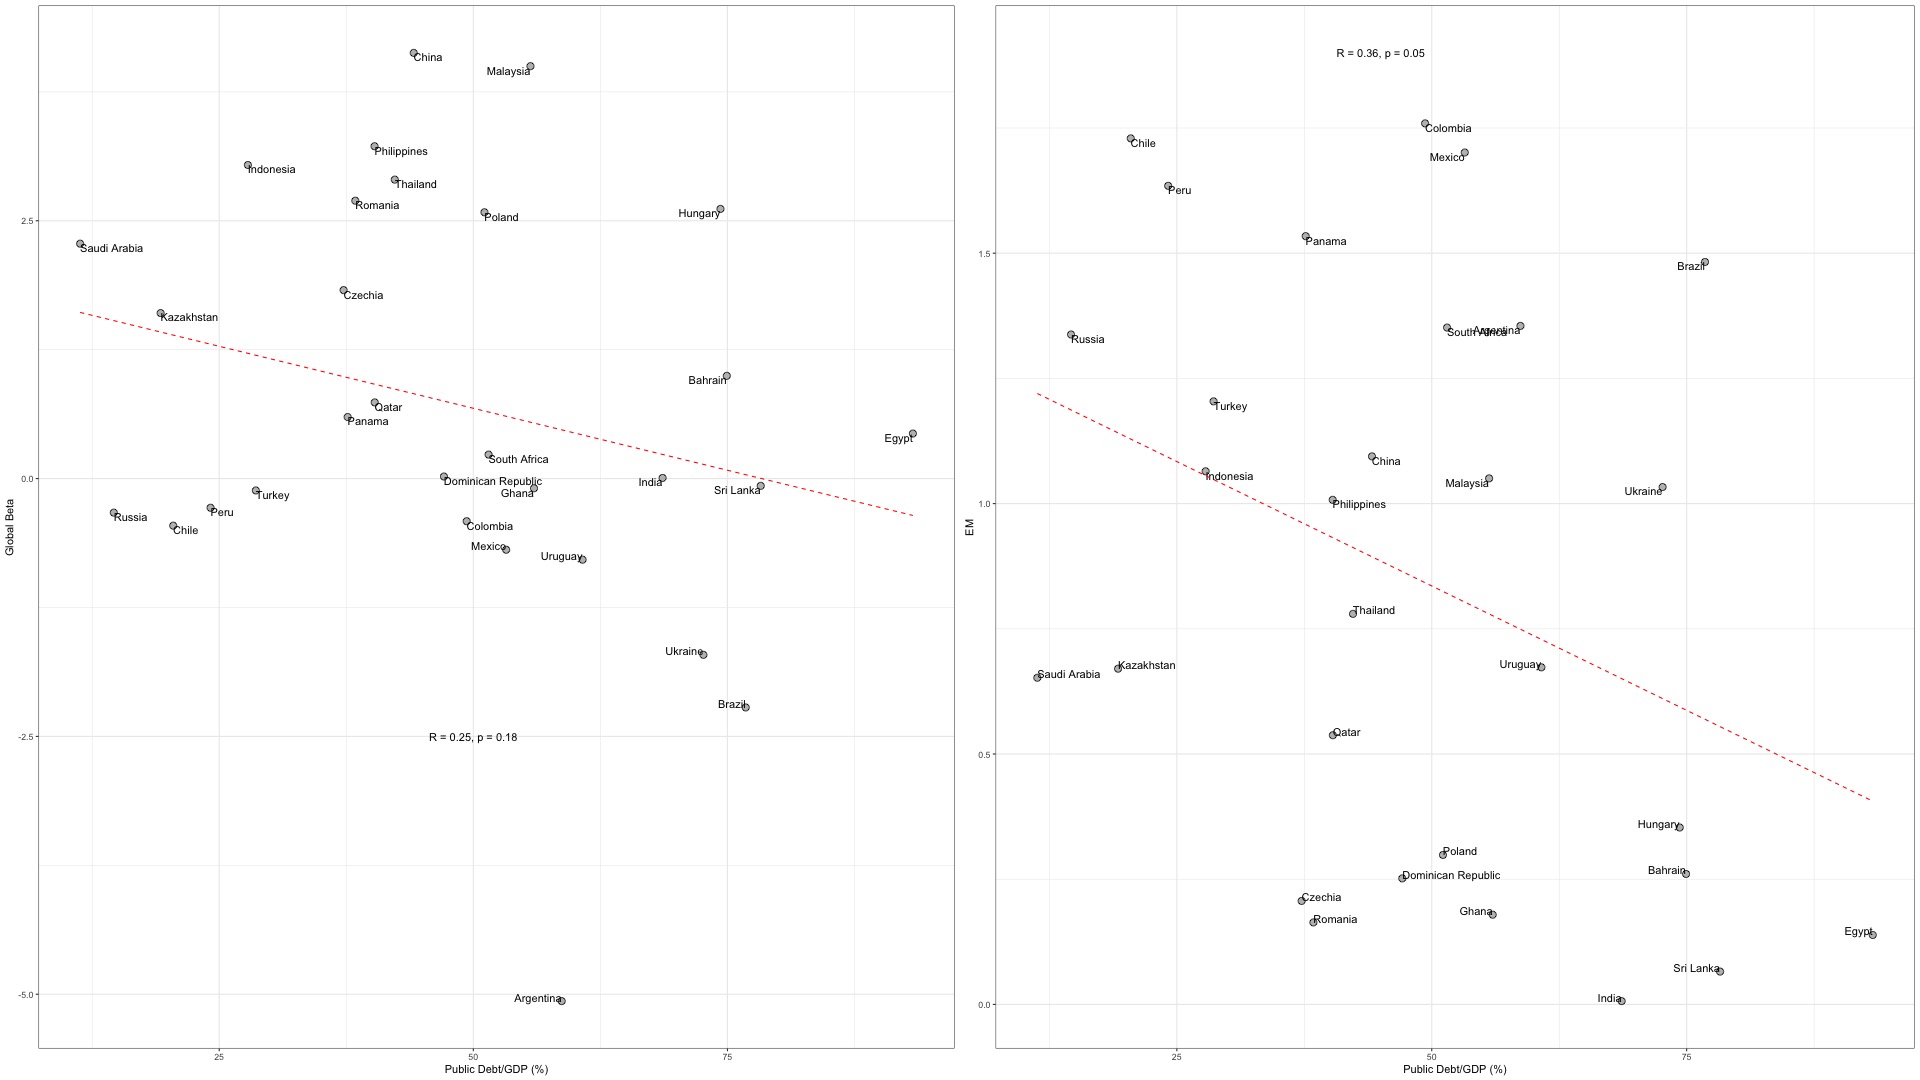 China
Malaysia
Philippines
Indonesia
Thailand
Romania
Poland
Hungary
2.5
Saudi Arabia
Czechia
Kazakhstan
Bahrain
Qatar
Panama
Egypt
South Africa
0.0
Dominican Republic
India
Ghana
Sri Lanka
Turkey
Peru
Russia
Chile
Colombia
Mexico
Uruguay
Global Beta
Ukraine
Brazil
-2.5
R = 0.25, p = 0.18
-5.0
Argentina
25
50
75
Public Debt/GDP (%)
R = 0.36, p = 0.05
Colombia
Chile
Mexico
Peru
Panama
1.5
Brazil
South Africa
Argentina
Russia
Turkey
China
Indonesia
Malaysia
Ukraine
1.0
Philippines
EM
Thailand
Uruguay
Kazakhstan
Saudi Arabia
Qatar
0.5
Hungary
Poland
Bahrain
Dominican Republic
Czechia
Ghana
Romania
Egypt
Sri Lanka
India
0.0
25
50
75
Public Debt/GDP (%)